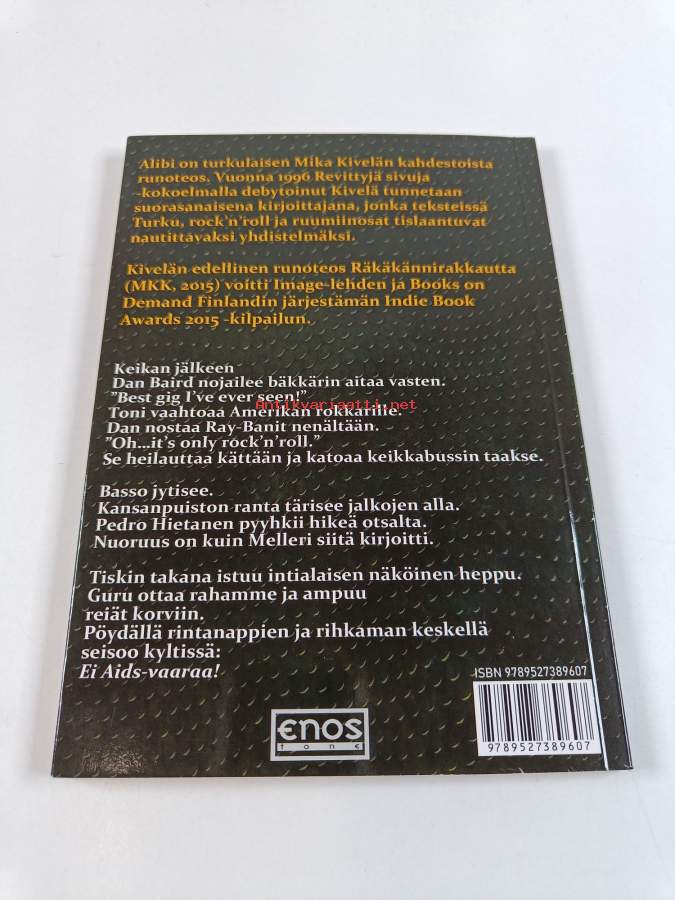 Alibi on turkulaisen Mika Kivelän kahdestoista
runoteos. Vuonna 1996 Revittyjä sivuja
-kokoelmalla debytoinut Kivelä tunnetaan
suorasanaisena kirjoittajana, jonka teksteissä
Turku, rock'n'roll ja ruumiinosat tislaantuvat
nautittavaksi yhdistelmäksi.
Kivelän edellinen runoteos Räkäkännirakkautta
(MKK, 2015) voitti Image-lehden ja Books on
Demand Finlandin järjestämän Indie Book
Awards 2015 -kilpailun.
Keikan jälkeen
Dan Baird nojailee bäkkärin aitaa vasten.
”Best gig I've ever seen!”
Antikvariaatti.net
Toni vaahtoaa Amerikan rokkarille.
Dan nostaa Ray-Banit nenältään.
”Oh...it's only rock'n'roll.”
Se heilauttaa kättään ja katoaa keikkabussin taakse.
Basso jytisee.
Kansanpuiston ranta tärisee jalkojen alla.
Pedro Hietanen pyyhkii hikeä otsalta.
Nuoruus on kuin Melleri siitä kirjoitti.
Tiskin takana istuu intialaisen näköinen heppu.
Guru ottaa rahamme ja ampuu
reiät korviin.
Pöydällä rintanappien ja rihkaman keskellä
seisoo kyltissä:
Ei Aids-vaaraa!
ISBN 9789527389607
enos
tone
9789527389607